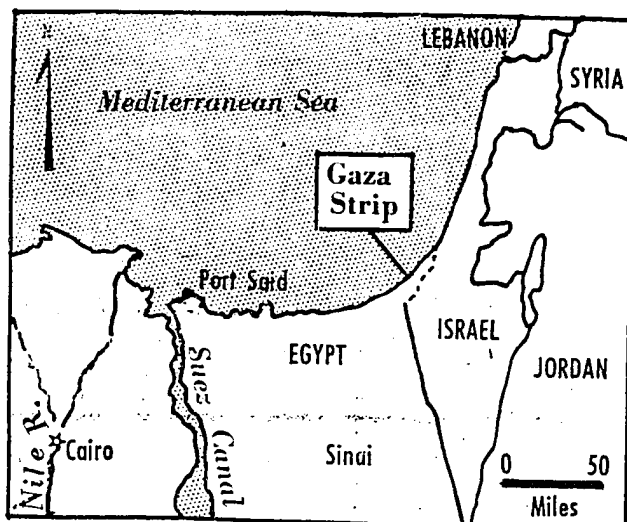 N
LEBANON
SYRIA
Mediterranean Sea
Gaza
Strip
Port Said
ISRAEL
EGYPT
JORDAN
Suez
Canal
Nile R.
Cairo
Sinai
0 50
Miles